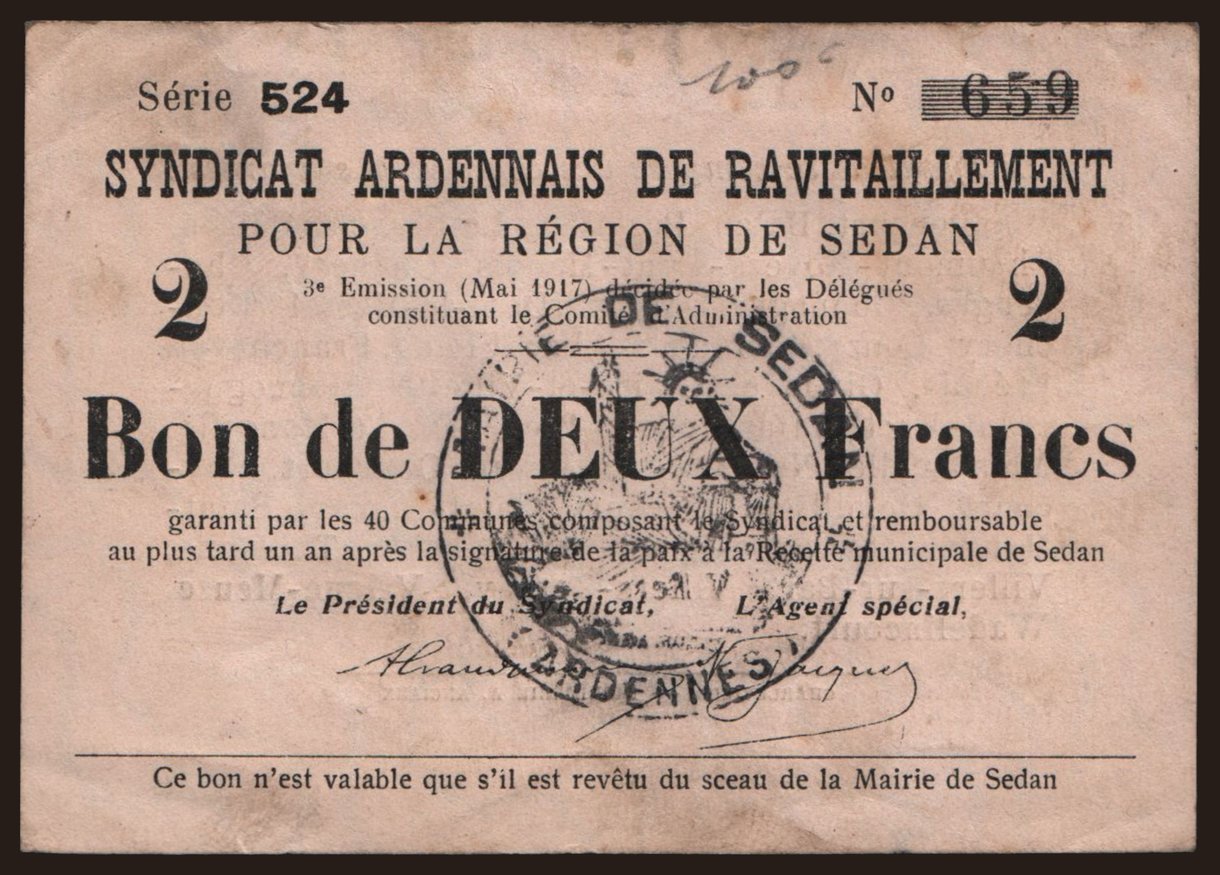 Série 524
Nº 659
SYNDICAT ARDENNAIS DE RAVITAILLEMENT
POUR LA RÉGION DE SEDAN
2
2
3e Emission (Mai 1917) décidée par les Délégués
constituant le Comité d'Administration
Bon de DEUX Francs
garanti par les 40 Communes composant le Syndicat et remboursable
au plus tard un an après la signature de la paix à la Recette municipale de Sedan
Le Président du Syndicat,
L'Agent spécial,
MAIRIE DE SEDAN
(ARDENNES)
Ce bon n'est valable que s'il est revêtu du sceau de la Mairie de Sedan